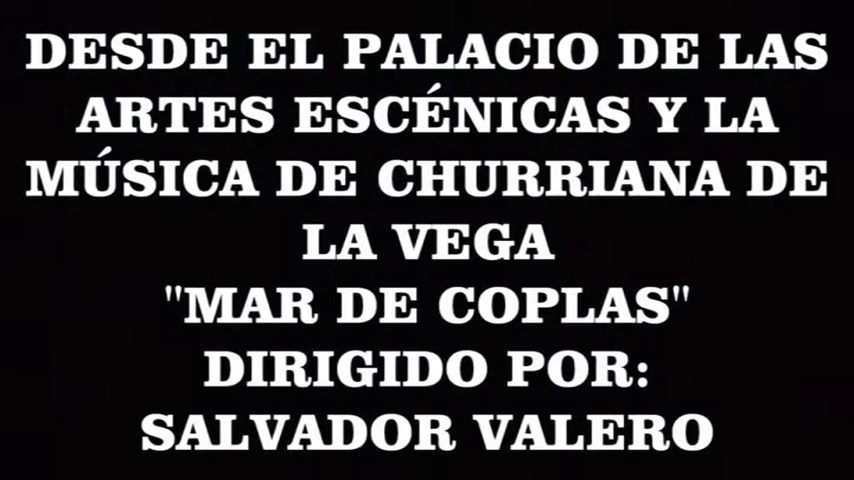 DESDE EL PALACIO DE LAS
ARTES ESCÉNICAS Y LA
MÚSICA DE CHURRIANA DE
LA VEGA
"MAR DE COPLAS"
DIRIGIDO POR:
SALVADOR VALERO